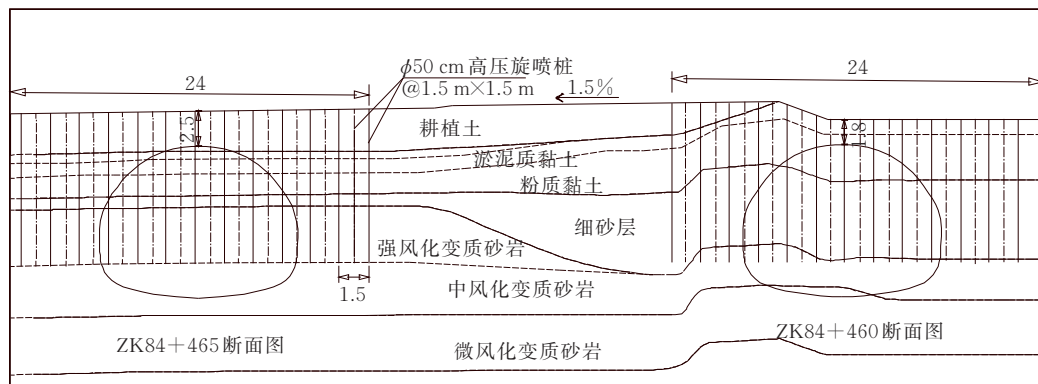 24
ϕ50 cm高压旋喷桩
@1.5 m×1.5 m
1.5%
24
2.5
耕植土
1.8
淤泥质黏土
粉质黏土
细砂层
强风化变质砂岩
1.5
中风化变质砂岩
ZK84+465断面图
ZK84+460断面图
微风化变质砂岩